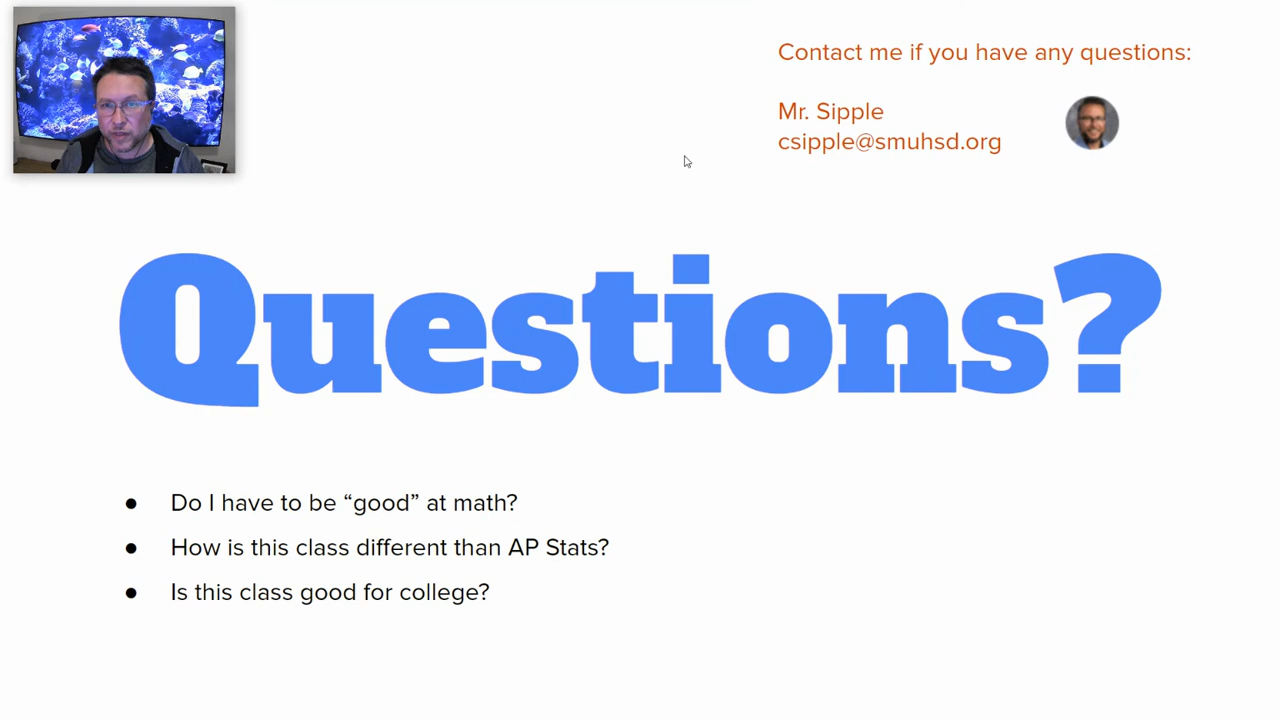 Contact me if you have any questions:
Mr. Sipple
csipple@smuhsd.org
Questions?
● Do I have to be “good” at math?
● How is this class different than AP Stats?
● Is this class good for college?